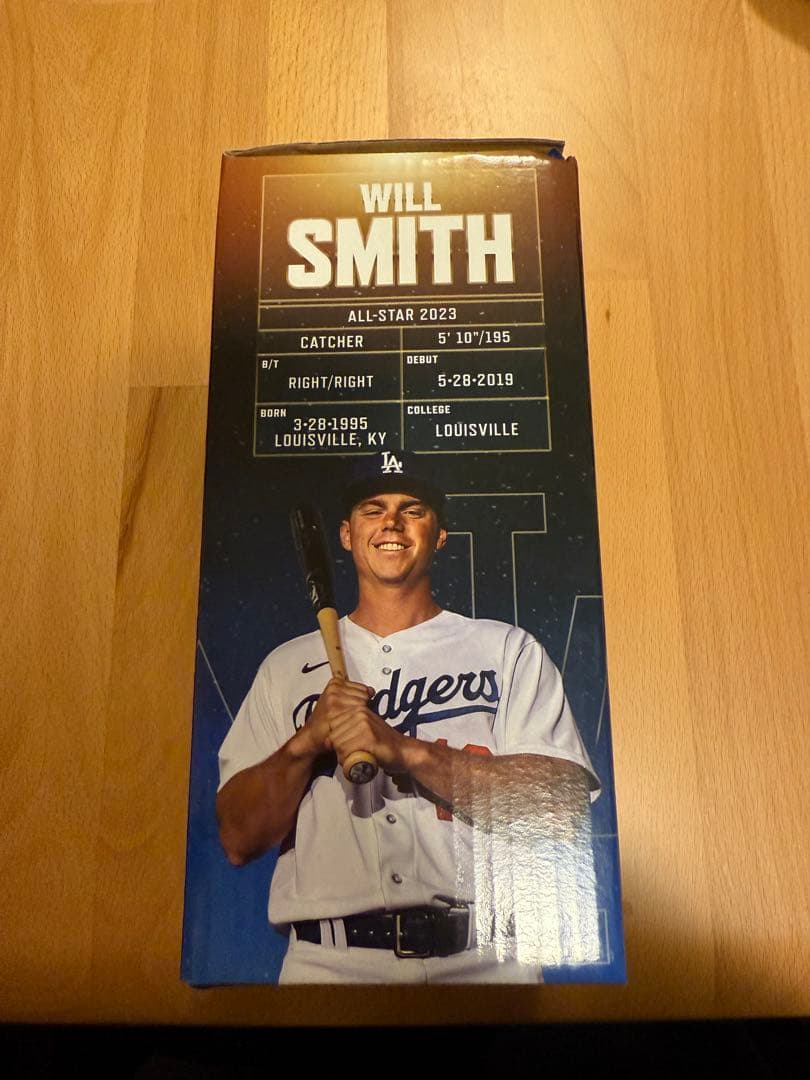 WILL
SMITH
ALL-STAR 2023
CATCHER
5' 10"/195
B/T
RIGHT/RIGHT
DEBUT
5•28•2019
BORN
3•28•1995
LOUISVILLE, KY
COLLEGE
LOUISVILLE
LA
Dodgers